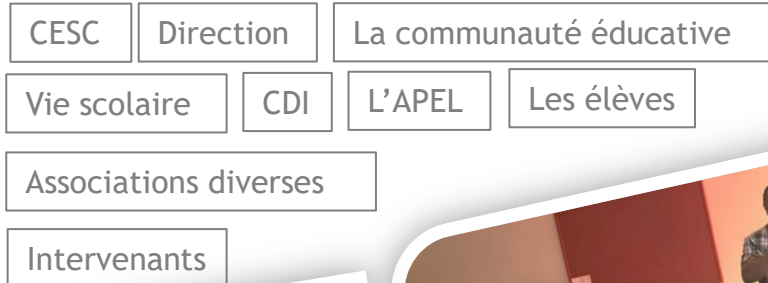 CESC Direction La communauté éducative
Vie scolaire CDI L’APEL Les élèves
Associations diverses
Intervenants